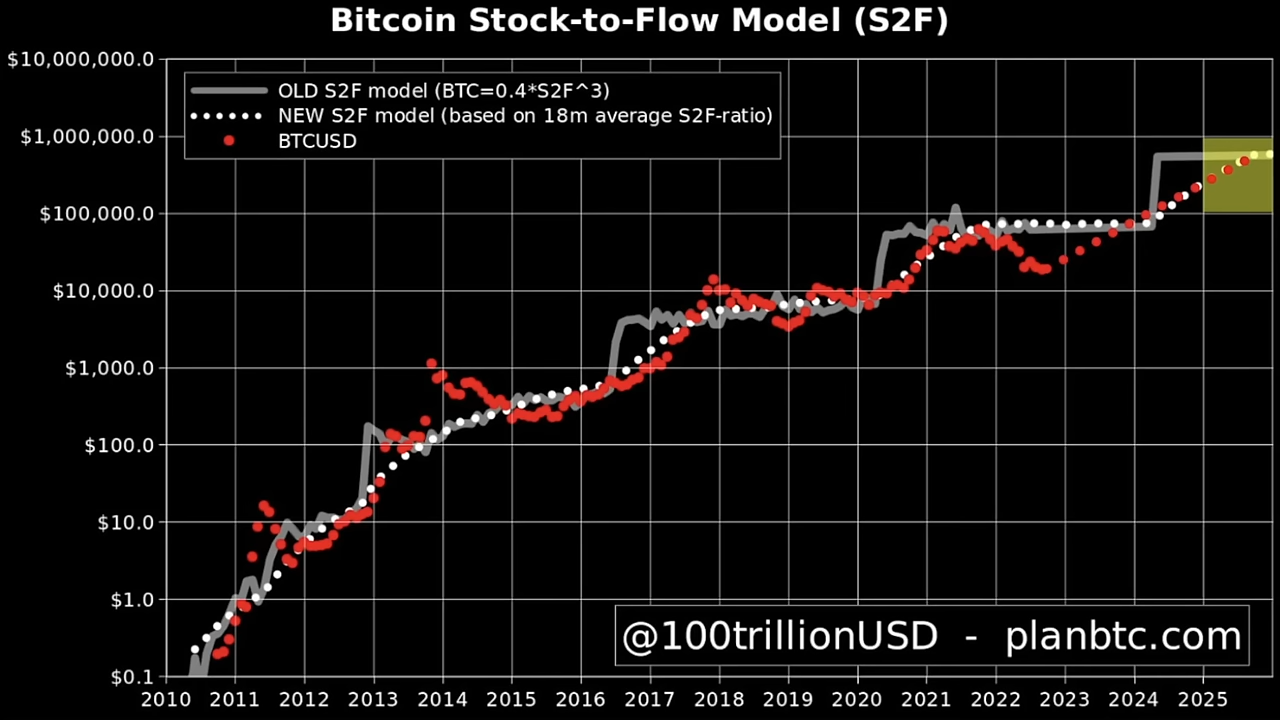 Bitcoin Stock-to-Flow Model (S2F)
$10,000,000.0
$1,000,000.0
$100,000.0
$10,000.0
$1,000.0
$100.0
$10.0
$1.0
$0.1
OLD S2F model (BTC=0.4*S2F^3)
NEW S2F model (based on 18m average S2F-ratio)
BTCUSD
@100trillionUSD - planbtc.com
2010 2011 2012 2013 2014 2015 2016 2017 2018 2019 2020 2021 2022 2023 2024 2025